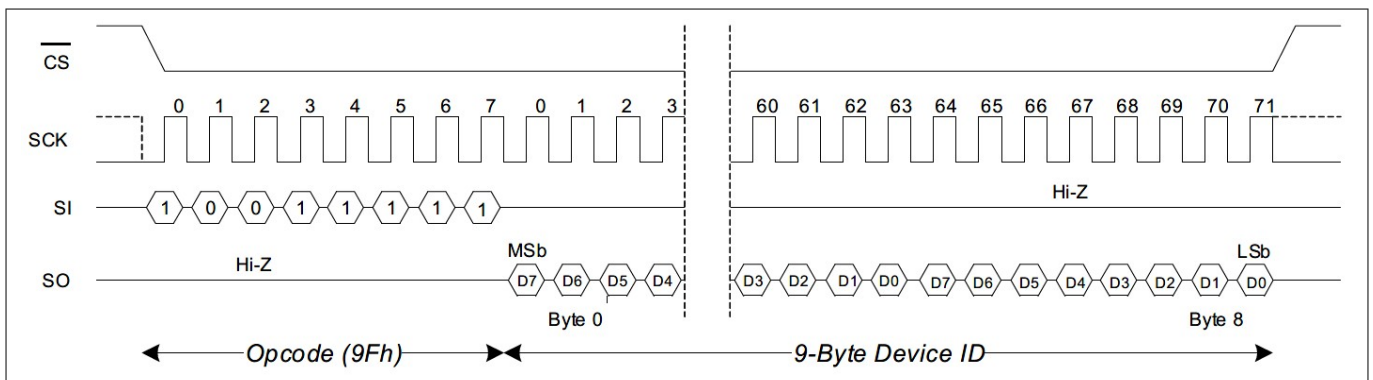 CS
0 1 2 3 4 5 6 7 0 1 2 3 60 61 62 63 64 65 66 67 68 69 70 71
SCK
Hi-Z
SI 1 0 0 1 1 1 1 1
MSb LSb
Hi-Z
SO D7 D6 D5 D4 D3 D2 D1 D0 D7 D6 D5 D4 D3 D2 D1 D0
Byte 0 Byte 8
Opcode (9Fh) 9-Byte Device ID